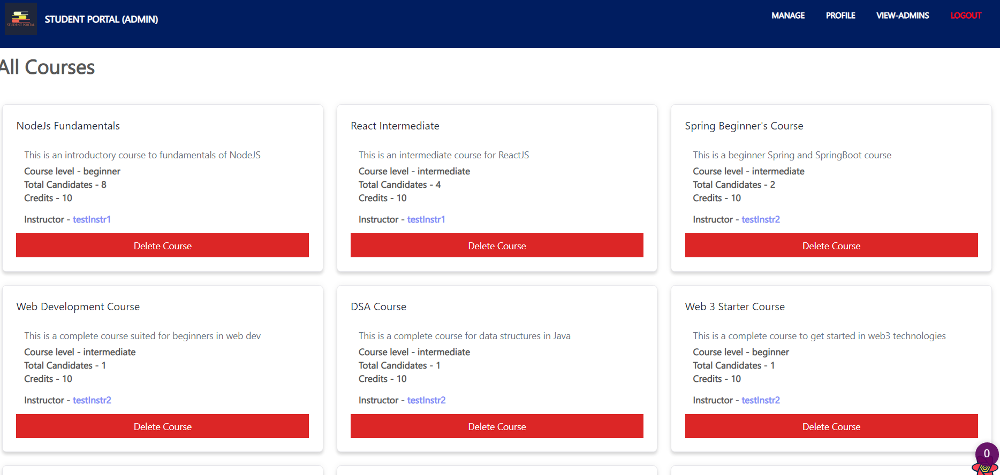 STUDENT PORTAL
STUDENT PORTAL (ADMIN)
MANAGE
PROFILE
VIEW-ADMINS
LOGOUT
All Courses
NodeJs Fundamentals
This is an introductory course to fundamentals of NodeJS
Course level - beginner
Total Candidates - 8
Credits - 10
Instructor - testInstr1
Delete Course
React Intermediate
This is an intermediate course for ReactJS
Course level - intermediate
Total Candidates - 4
Credits - 10
Instructor - testInstr1
Delete Course
Spring Beginner's Course
This is a beginner Spring and SpringBoot course
Course level - intermediate
Total Candidates - 2
Credits - 10
Instructor - testInstr2
Delete Course
Web Development Course
This is a complete course suited for beginners in web dev
Course level - intermediate
Total Candidates - 1
Credits - 10
Instructor - testInstr2
Delete Course
DSA Course
This is a complete course for data structures in Java
Course level - intermediate
Total Candidates - 1
Credits - 10
Instructor - testInstr2
Delete Course
Web 3 Starter Course
This is a complete course to get started in web3 technologies
Course level - beginner
Total Candidates - 1
Credits - 10
Instructor - testInstr2
Delete Course
0